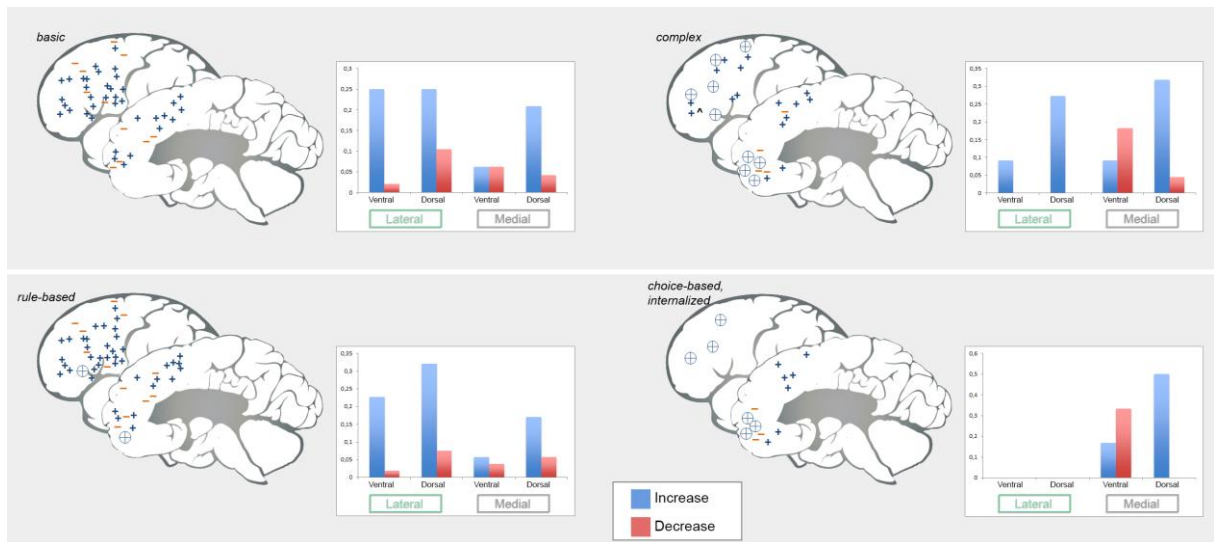 basic
0,3
0,25
0,2
0,15
0,1
0,05
0
Ventral Dorsal Ventral Dorsal
Lateral Medial
complex
0,35
0,3
0,25
0,2
0,15
0,1
0,05
0
Ventral Dorsal Ventral Dorsal
Lateral Medial
rule-based
0,35
0,3
0,25
0,2
0,15
0,1
0,05
0
Ventral Dorsal Ventral Dorsal
Lateral Medial
choice-based,
internalized
0,6
0,5
0,4
0,3
0,2
0,1
0
Ventral Dorsal Ventral Dorsal
Lateral Medial
Increase
Decrease